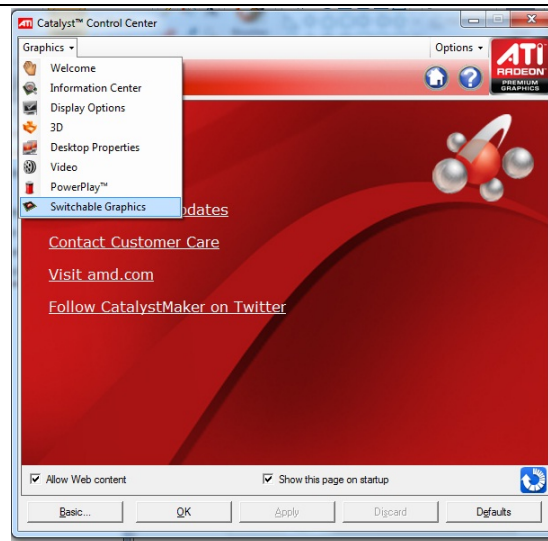 ATI Catalyst™ Control Center
Graphics
Options
ATI
RADEON
PREMIUM
GRAPHICS
Welcome
Information Center
Display Options
3D
Desktop Properties
Video
PowerPlay™
Switchable Graphics
dates
Contact Customer Care
Visit amd.com
Follow CatalystMaker on Twitter
Allow Web content
Show this page on startup
Basic...
OK
Apply
Discard
Defaults